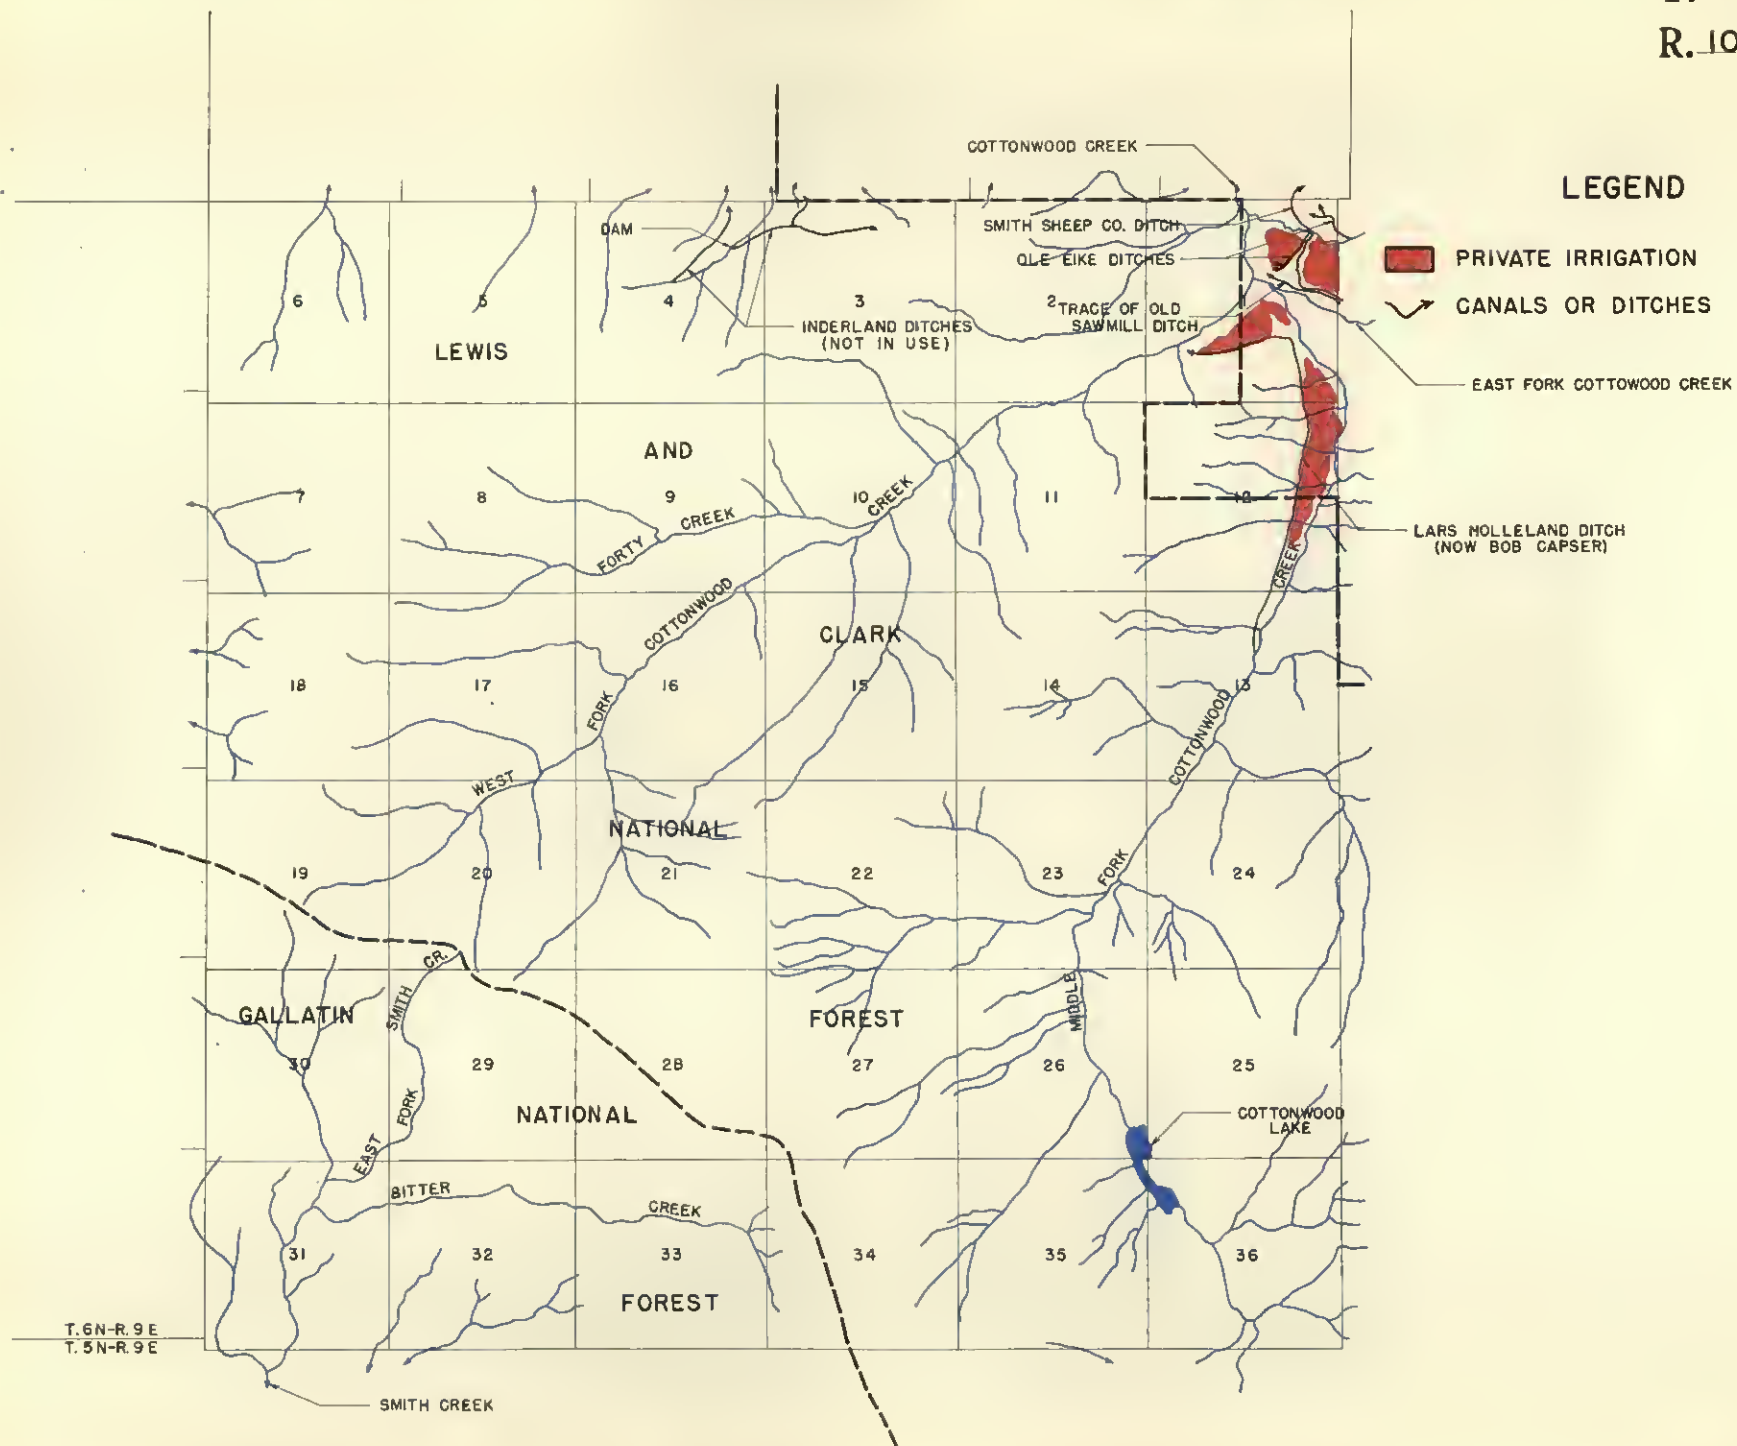 R. 10
COTTONWOOD CREEK
LEGEND
SMITH SHEEP CO. DITCH
DAM
OLE EIKE DITCHES
PRIVATE IRRIGATION
6
5
4
3
2
TRACE OF OLD
SAWMILL DITCH
CANALS OR DITCHES
INDERLAND DITCHES
(NOT IN USE)
LEWIS
EAST FORK COTTOWOOD CREEK
AND
7
8
9
10
11
12
CREEK
FORTY
CREEK
LARS MOLLELAND DITCH
(NOW BOB CAPSER)
CREEK
COTTONWOOD
CLARK
18
17
16
15
14
13
FORK
COTTONWOOD
WEST
NATIONAL
19
20
21
22
23
24
FORK
CR.
SMITH
GALLATIN
FOREST
MIDDLE
30
29
28
27
26
25
FORK
NATIONAL
COTTONWOOD
LAKE
EAST
BITTER
CREEK
31
32
33
34
35
36
FOREST
T. 6N-R. 9 E
T. 5N-R. 9E
SMITH CREEK